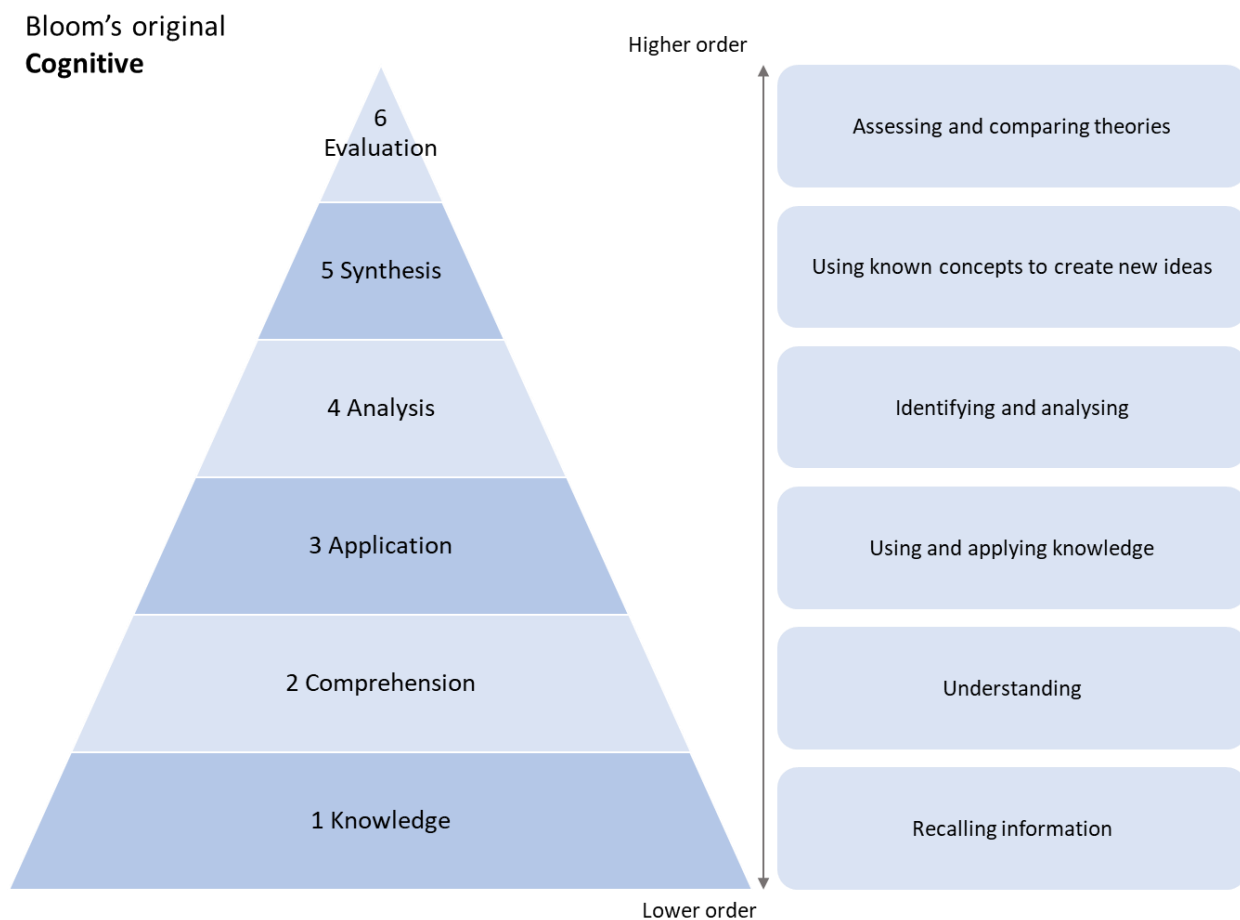 Bloom’s original
Cognitive
Higher order
6
Evaluation
Assessing and comparing theories
5 Synthesis
Using known concepts to create new ideas
4 Analysis
Identifying and analysing
3 Application
Using and applying knowledge
2 Comprehension
Understanding
1 Knowledge
Recalling information
Lower order